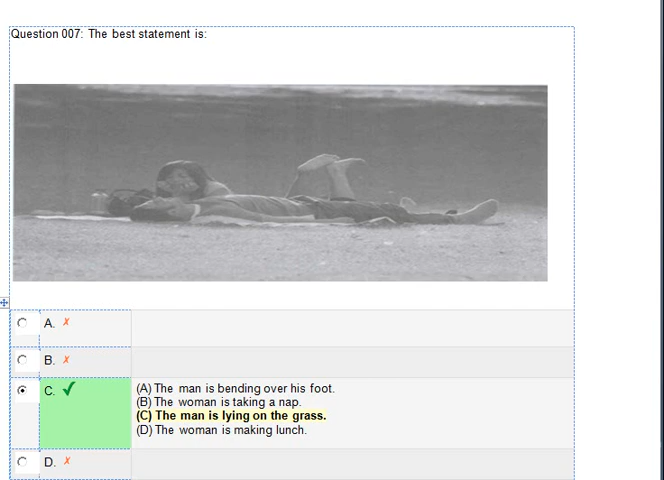 Question 007: The best statement is:
A. ✗
B. ✗
C. ✓
(A) The man is bending over his foot.
(B) The woman is taking a nap.
(C) The man is lying on the grass.
(D) The woman is making lunch.
D. ✗